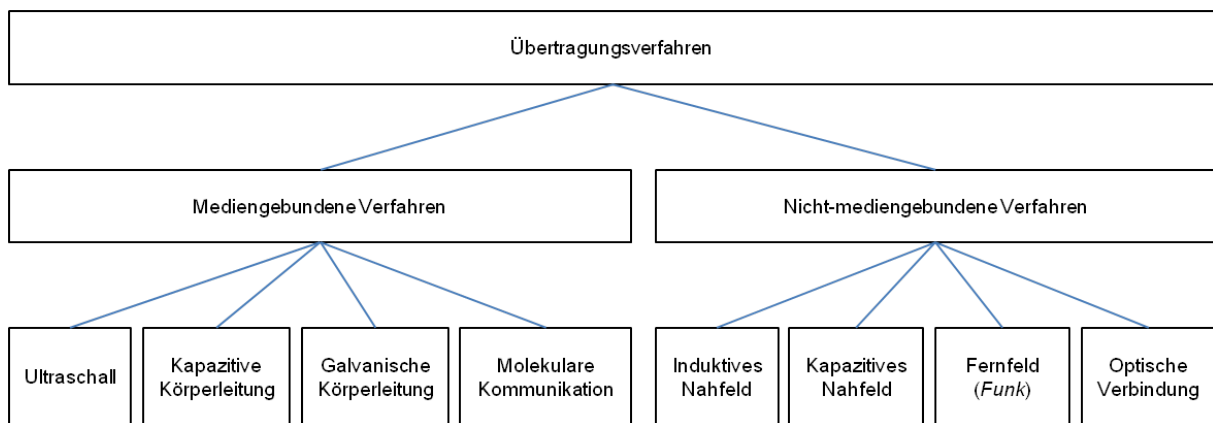 Übertragungsverfahren
Mediengebundene Verfahren
Nicht-mediengebundene Verfahren
Ultraschall
Kapazitive
Körperleitung
Galvanische
Körperleitung
Molekulare
Kommunikation
Induktives
Nahfeld
Kapazitives
Nahfeld
Fernfeld
(Funk)
Optische
Verbindung